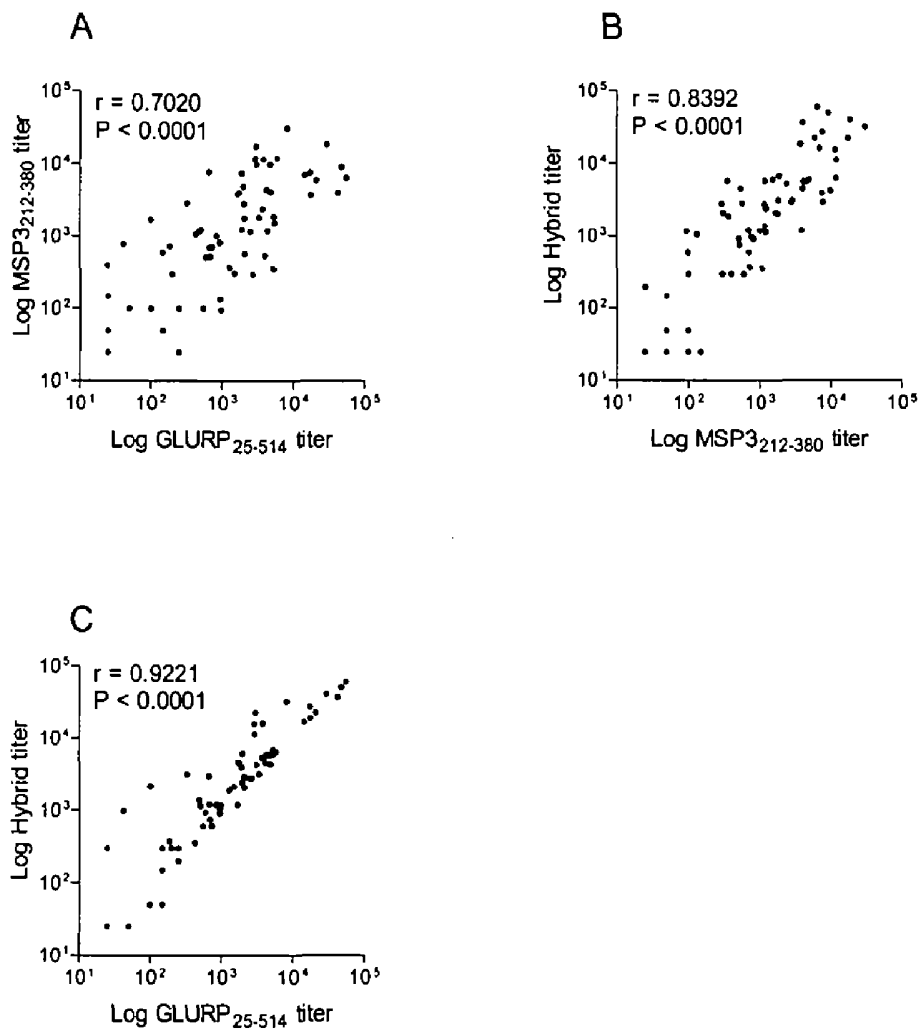 A
r = 0.7020
P < 0.0001
Log MSP3212-380 titer
10⁵
10⁴
10³
10²
10¹
10¹ 10² 10³ 10⁴ 10⁵
Log GLURP25-514 titer
B
r = 0.8392
P < 0.0001
Log Hybrid titer
10⁵
10⁴
10³
10²
10¹
10¹ 10² 10³ 10⁴ 10⁵
Log MSP3212-380 titer
C
r = 0.9221
P < 0.0001
Log Hybrid titer
10⁵
10⁴
10³
10²
10¹
10¹ 10² 10³ 10⁴ 10⁵
Log GLURP25-514 titer